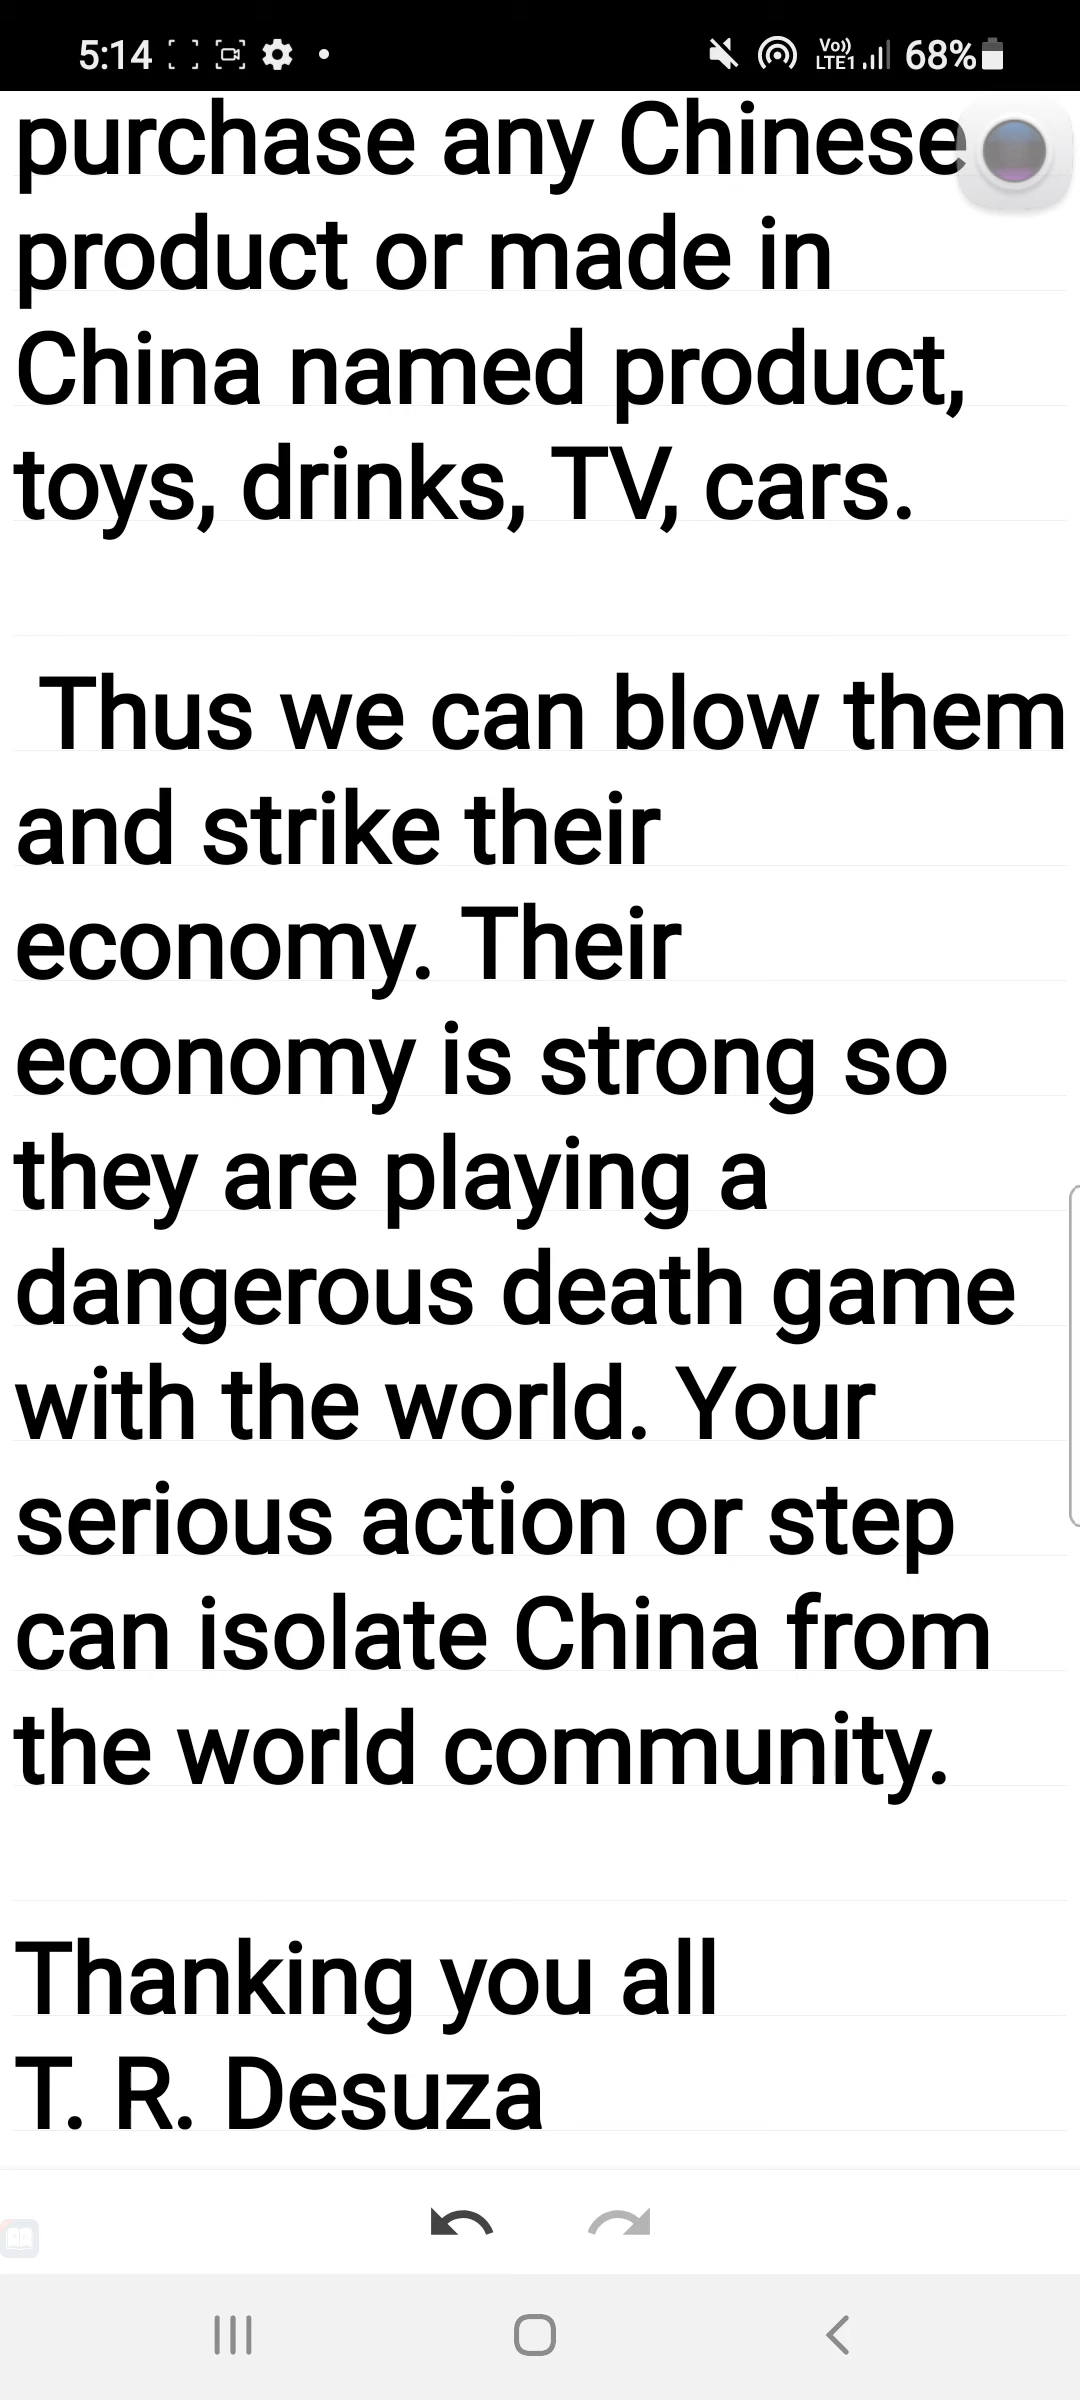 5:14 Vo)) LTE1 68%
purchase any Chinese
product or made in
China named product,
toys, drinks, TV, cars.
Thus we can blow them
and strike their
economy. Their
economy is strong so
they are playing a
dangerous death game
with the world. Your
serious action or step
can isolate China from
the world community.
Thanking you all
T. R. Desuza